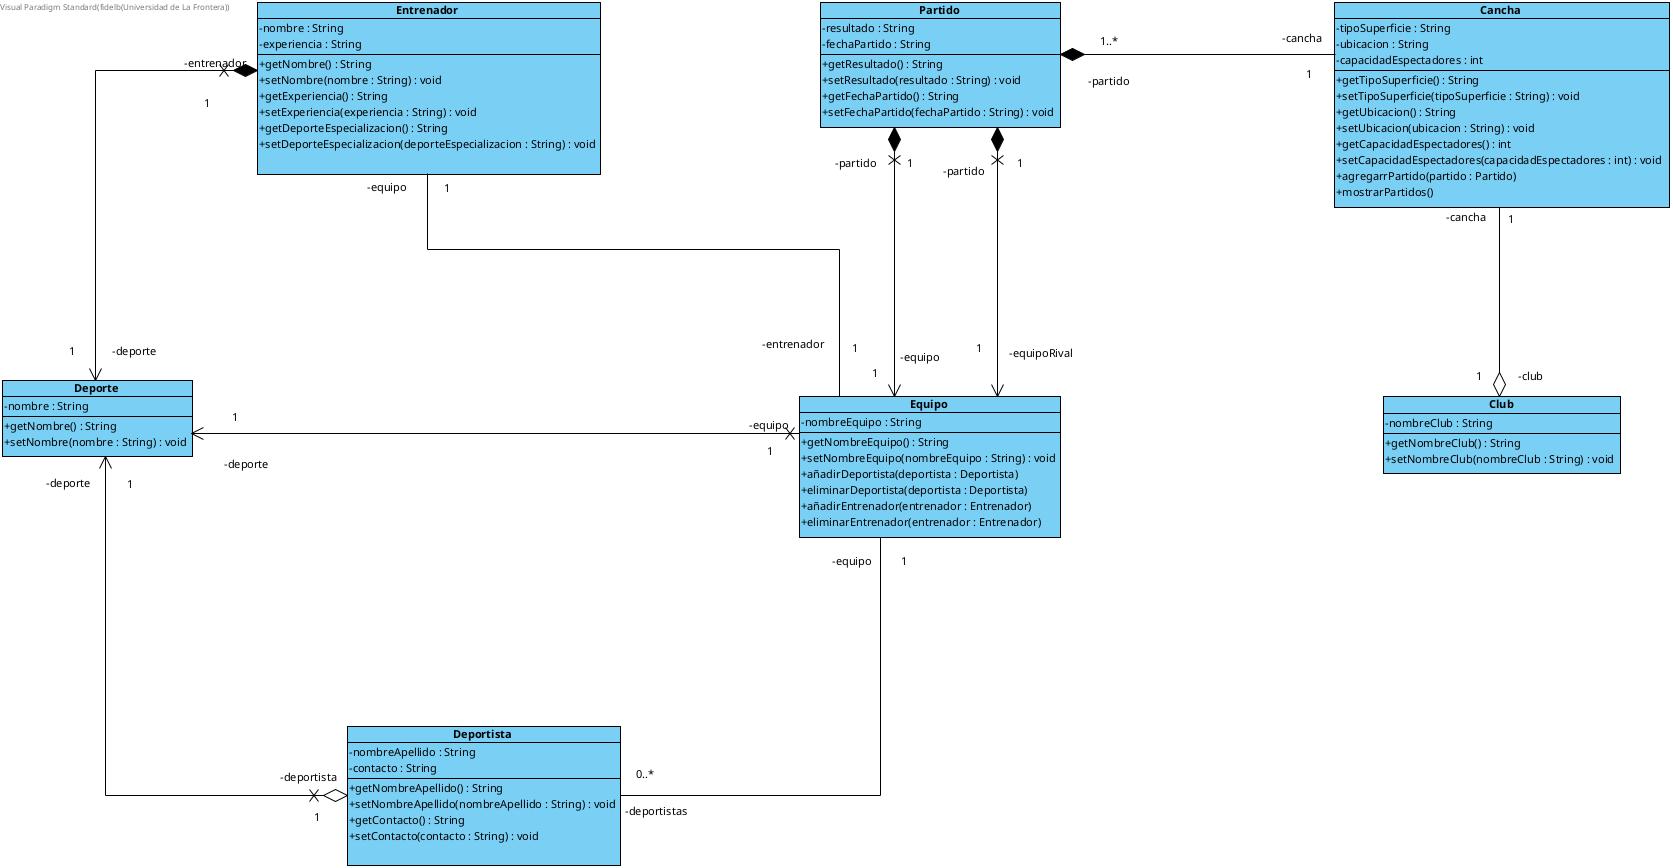 Visual Paradigm Standard(fidelb(Universidad de La Frontera))
Entrenador
-nombre : String
-experiencia : String
+getNombre() : String
+setNombre(nombre : String) : void
+getExperiencia() : String
+setExperiencia(experiencia : String) : void
+getDeporteEspecializacion() : String
+setDeporteEspecializacion(deporteEspecializacion : String) : void
Partido
-resultado : String
-fechaPartido : String
+getResultado() : String
+setResultado(resultado : String) : void
+getFechaPartido() : String
+setFechaPartido(fechaPartido : String) : void
Cancha
-tipoSuperficie : String
-ubicacion : String
-capacidadEspectadores : int
+getTipoSuperficie() : String
+setTipoSuperficie(tipoSuperficie : String) : void
+getUbicacion() : String
+setUbicacion(ubicacion : String) : void
+getCapacidadEspectadores() : int
+setCapacidadEspectadores(capacidadEspectadores : int) : void
+agregarrPartido(partido : Partido)
+mostrarPartidos()
-entrenador
1
1..*
-partido
-cancha
1
-partido
1
-partido
1
-equipo
1
-cancha
1
1
-deporte
-entrenador
1
1
-equipo
1
-equipoRival
1
-club
Deporte
-nombre : String
+getNombre() : String
+setNombre(nombre : String) : void
1
-deporte
-equipo
1
Equipo
-nombreEquipo : String
+getNombreEquipo() : String
+setNombreEquipo(nombreEquipo : String) : void
+añadirDeportista(deportista : Deportista)
+eliminarDeportista(deportista : Deportista)
+añadirEntrenador(entrenador : Entrenador)
+eliminarEntrenador(entrenador : Entrenador)
Club
-nombreClub : String
+getNombreClub() : String
+setNombreClub(nombreClub : String) : void
-deporte
1
-equipo
1
Deportista
-nombreApellido : String
-contacto : String
+getNombreApellido() : String
+setNombreApellido(nombreApellido : String) : void
+getContacto() : String
+setContacto(contacto : String) : void
-deportista
1
0..*
-deportistas